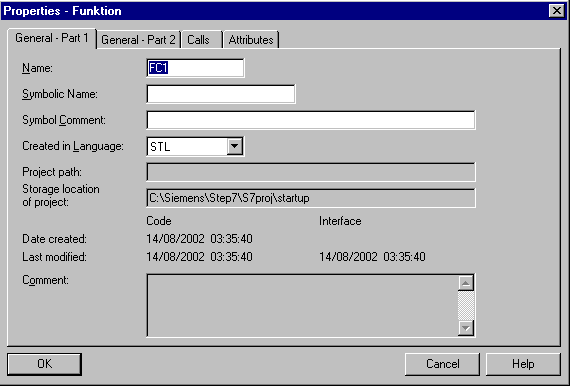 Properties - Funktion
General - Part 1 General - Part 2 Calls Attributes
Name: FC1
Symbolic Name:
Symbol Comment:
Created in Language: STL
Project path:
Storage location
of project: C:\Siemens\Step7\S7proj\startup
Code Interface
Date created: 14/08/2002 03:35:40
Last modified: 14/08/2002 03:35:40 14/08/2002 03:35:40
Comment:
OK Cancel Help